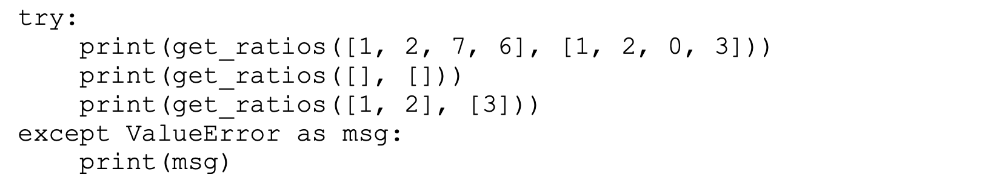 try:
    print(get_ratios([1, 2, 7, 6], [1, 2, 0, 3]))
    print(get_ratios([], []))
    print(get_ratios([1, 2], [3]))
except ValueError as msg:
    print(msg)